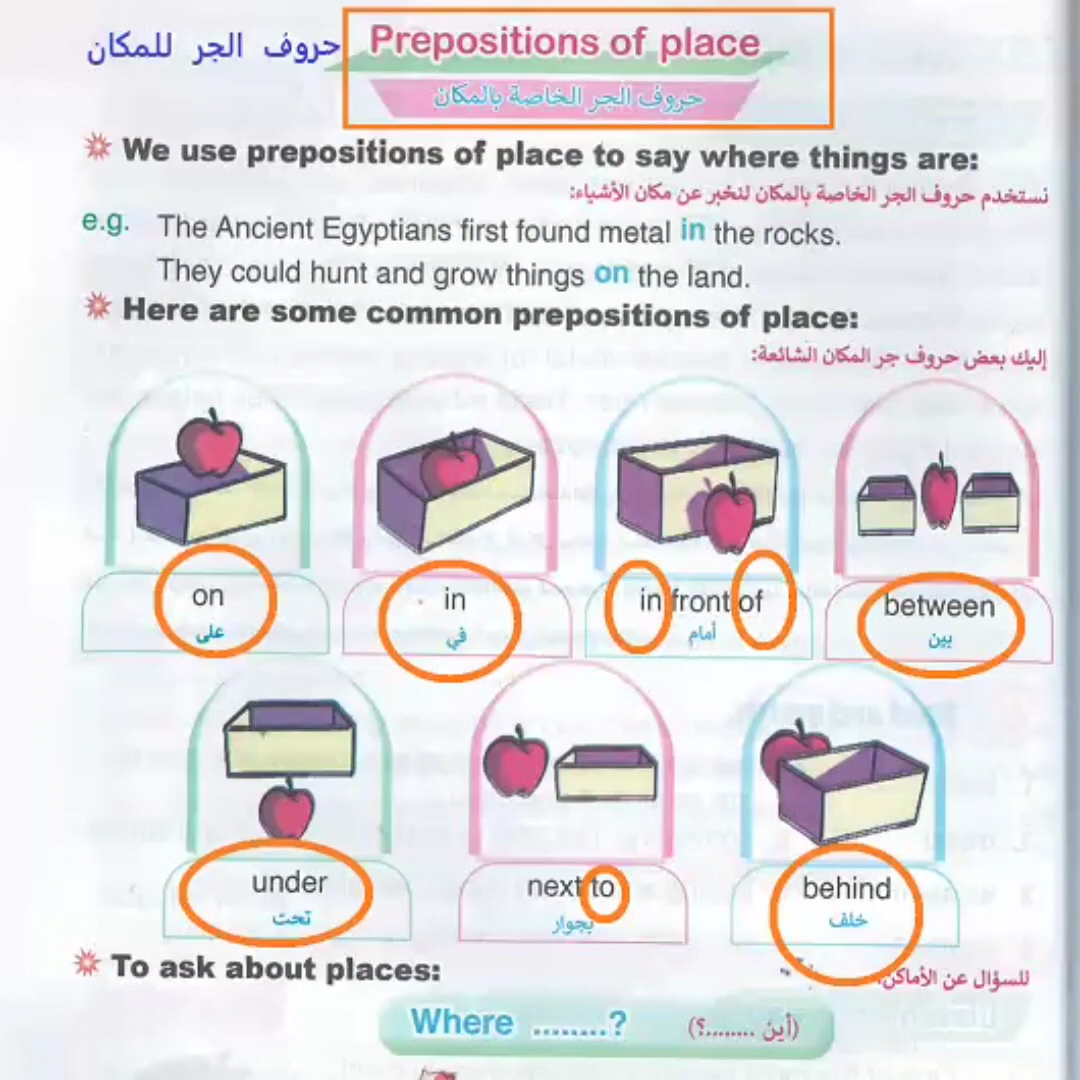 حروف الجر للمكان
Prepositions of place
حروف الجر الخاصة بالمكان
We use prepositions of place to say where things are:
نستخدم حروف الجر الخاصة بالمكان لنخبر عن مكان الأشياء:
e.g. The Ancient Egyptians first found metal in the rocks.
They could hunt and grow things on the land.
Here are some common prepositions of place:
إليك بعض حروف جر المكان الشائعة:
on
على
in
في
in front of
أمام
between
بين
under
تحت
next to
بجوار
behind
خلف
To ask about places:
للسؤال عن الأماكن:
Where ........?
(أين ........؟)